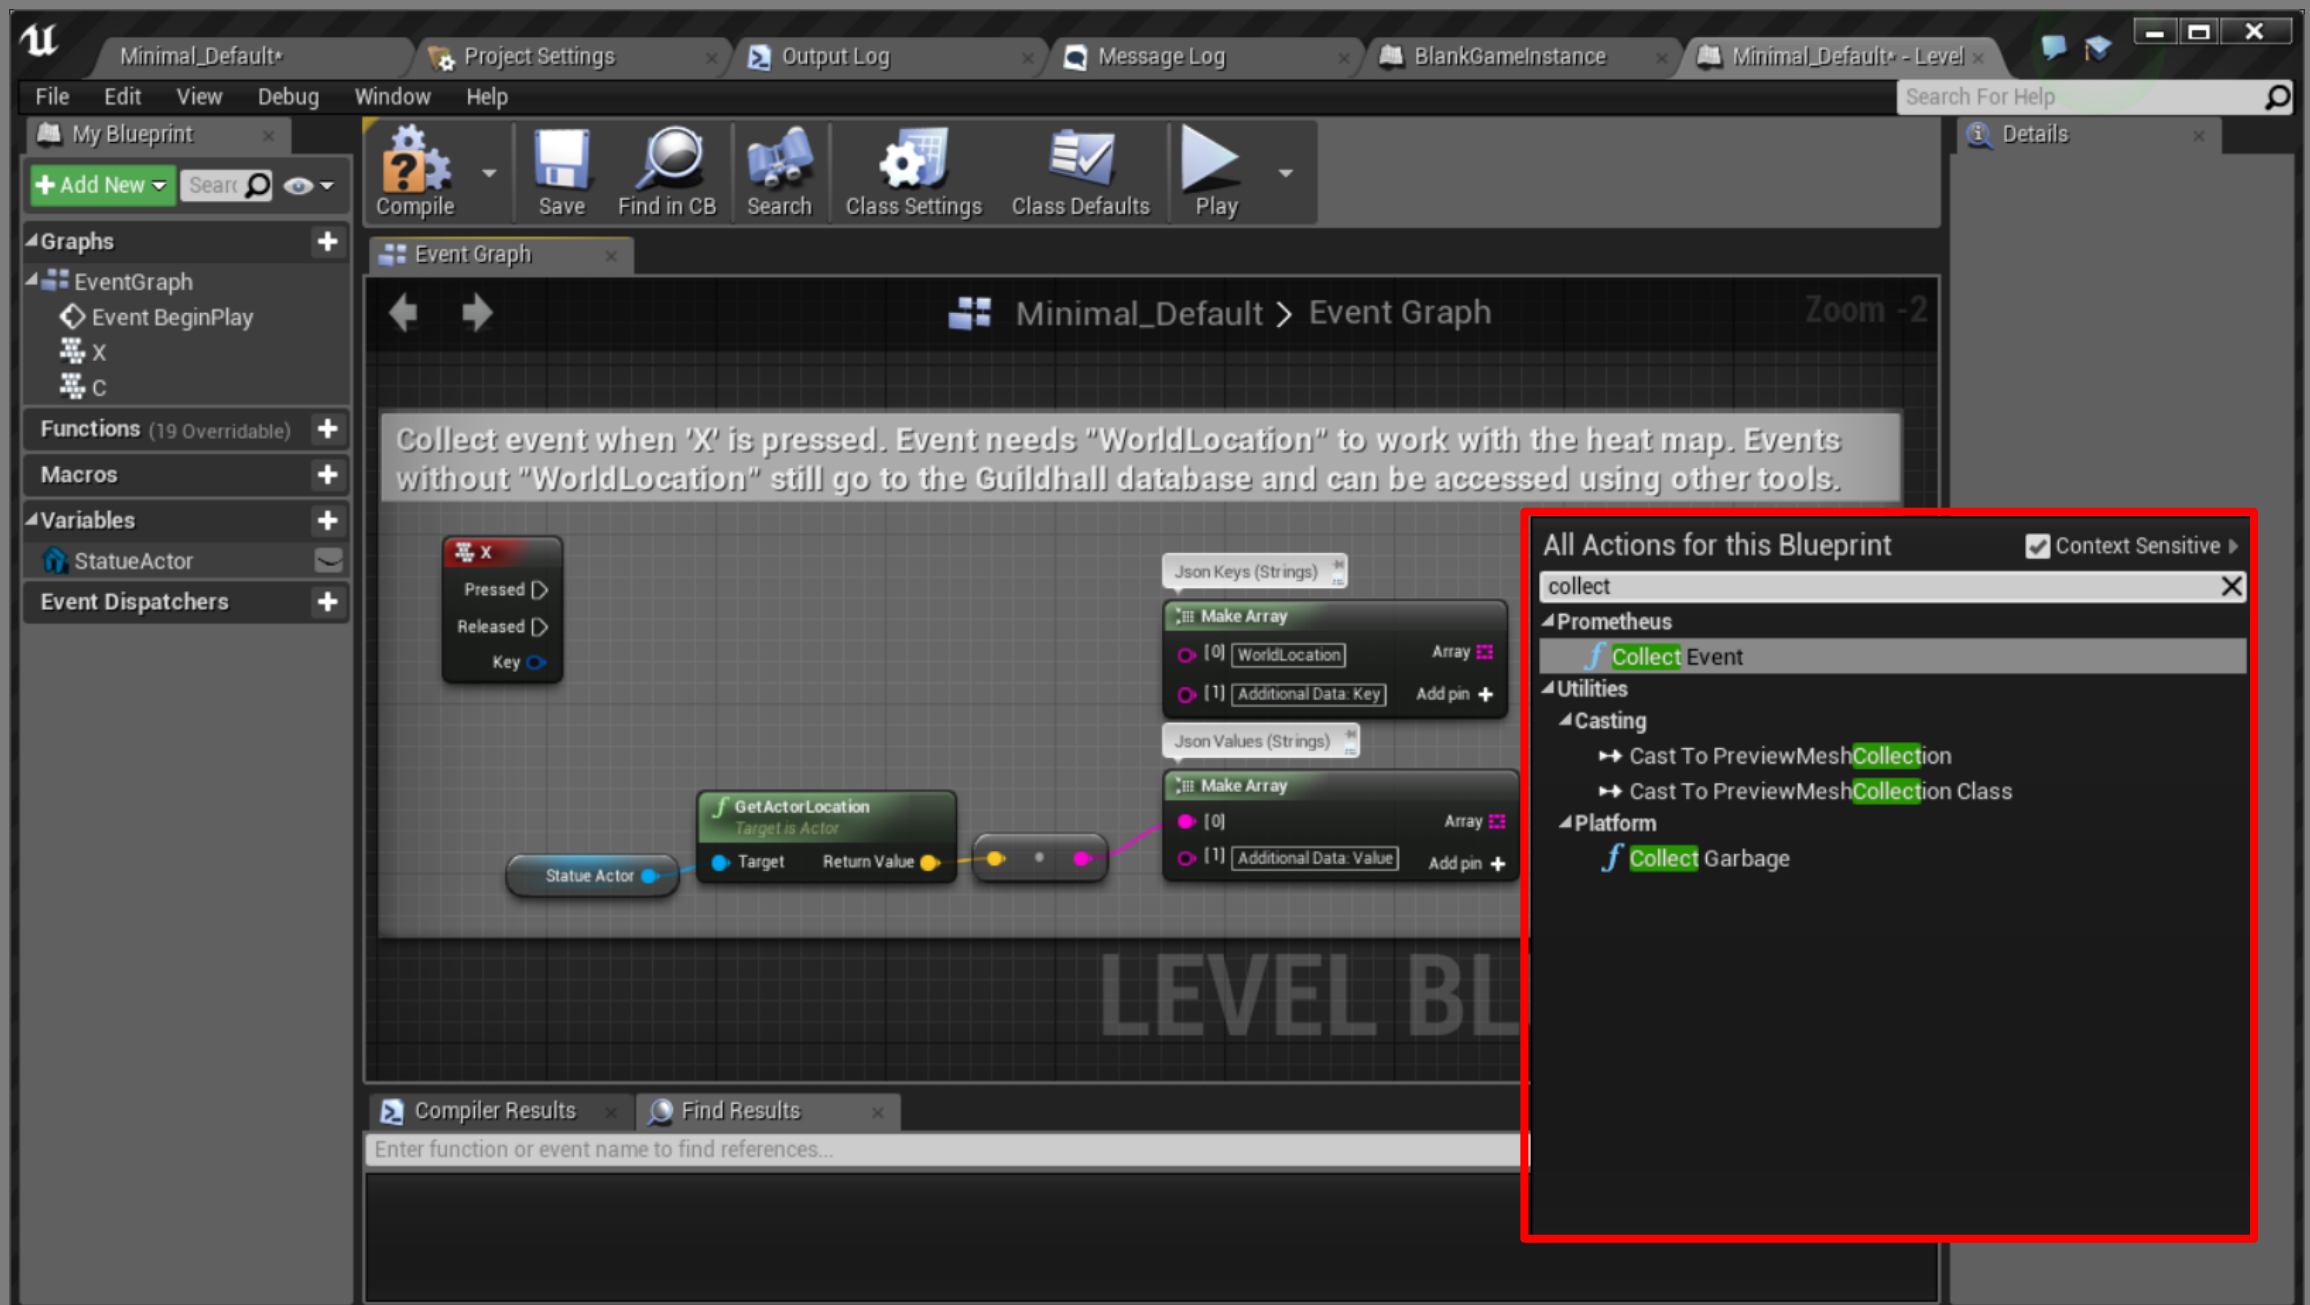 Minimal_Default*
Project Settings
Output Log
Message Log
BlankGameInstance
Minimal_Default* - Level
File Edit View Debug Window Help
Search For Help
My Blueprint
Details
Add New
Compile
Save
Find in CB
Search
Class Settings
Class Defaults
Play
Graphs
Event Graph
EventGraph
Event BeginPlay
X
C
Minimal_Default > Event Graph
Zoom -2
Functions (19 Overridable)
Macros
Variables
StatueActor
Event Dispatchers
Collect event when 'X' is pressed. Event needs "WorldLocation" to work with the heat map. Events
without "WorldLocation" still go to the Guildhall database and can be accessed using other tools.
X
Pressed
Released
Key
Json Keys (Strings)
Make Array
[0] WorldLocation Array
[1] Additional Data: Key Add pin +
Json Values (Strings)
Make Array
[0] Array
[1] Additional Data: Value Add pin +
GetActorLocation
Target is Actor
Target Return Value
Statue Actor
LEVEL BL
All Actions for this Blueprint
Context Sensitive
collect
Prometheus
f Collect Event
Utilities
Casting
Cast To PreviewMeshCollection
Cast To PreviewMeshCollection Class
Platform
f Collect Garbage
Compiler Results
Find Results
Enter function or event name to find references...